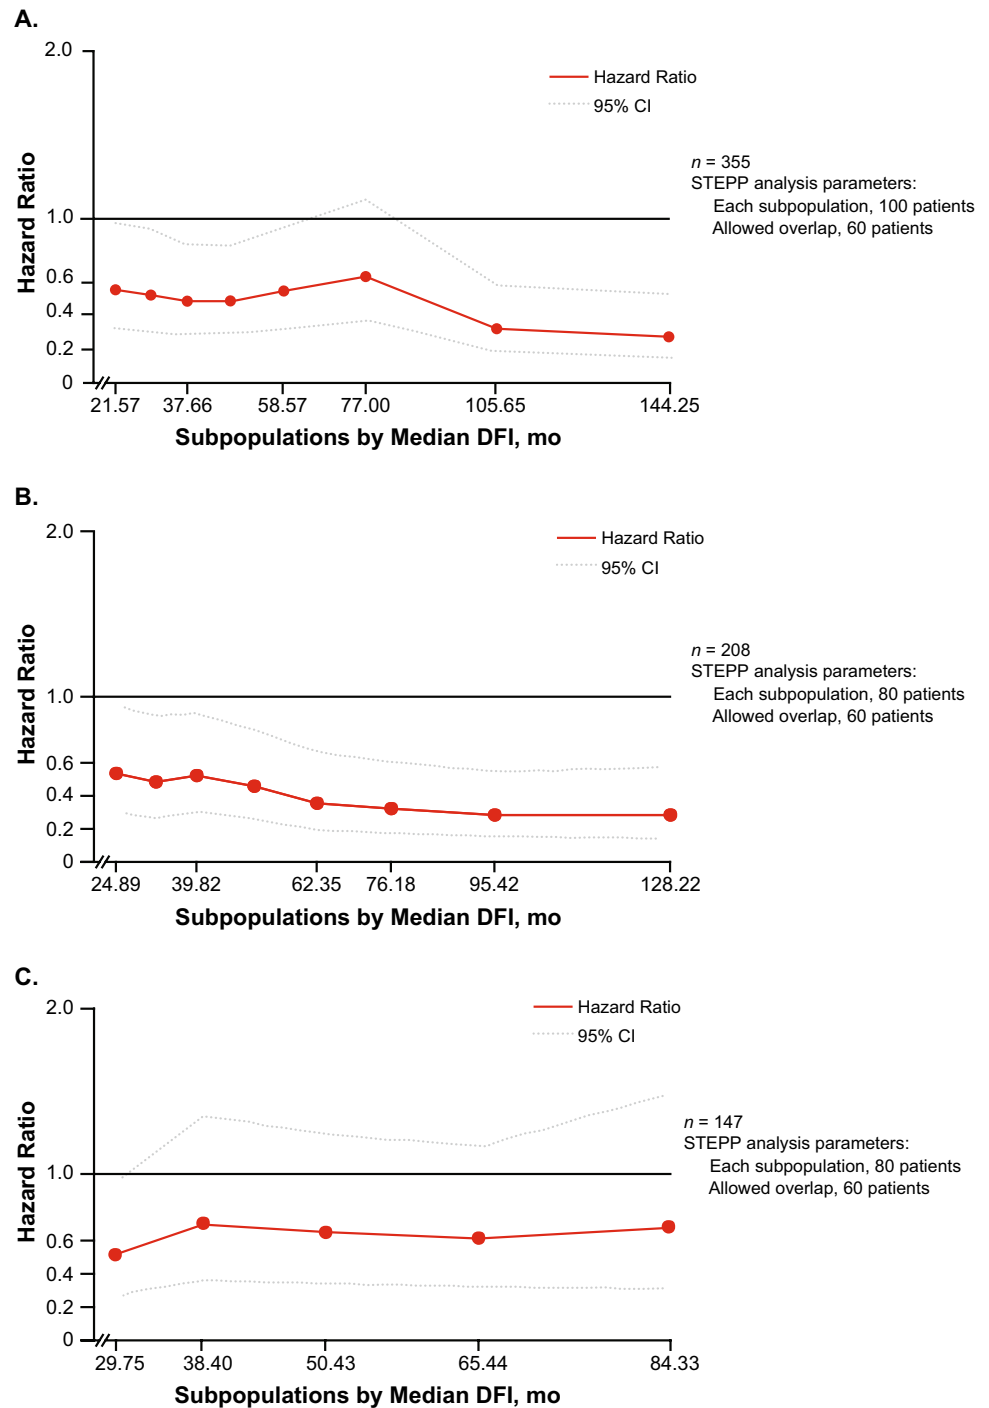 A.
2.0
Hazard Ratio
95% CI
n = 355
STEPP analysis parameters:
Each subpopulation, 100 patients
Allowed overlap, 60 patients
Hazard Ratio
1.0
0.6
0.4
0.2
0
21.57 37.66 58.57 77.00 105.65 144.25
Subpopulations by Median DFI, mo
B.
2.0
Hazard Ratio
95% CI
n = 208
STEPP analysis parameters:
Each subpopulation, 80 patients
Allowed overlap, 60 patients
Hazard Ratio
1.0
0.6
0.4
0.2
0
24.89 39.82 62.35 76.18 95.42 128.22
Subpopulations by Median DFI, mo
C.
2.0
Hazard Ratio
95% CI
n = 147
STEPP analysis parameters:
Each subpopulation, 80 patients
Allowed overlap, 60 patients
Hazard Ratio
1.0
0.6
0.4
0.2
0
29.75 38.40 50.43 65.44 84.33
Subpopulations by Median DFI, mo